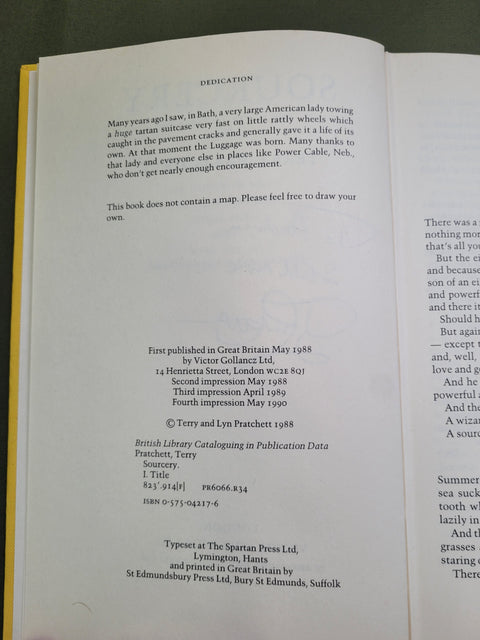 DEDICATION
Many years ago I saw, in Bath, a very large American lady towing
a huge tartan suitcase very fast on little rattly wheels which
caught in the pavement cracks and generally gave it a life of its
own. At that moment the Luggage was born. Many thanks to
that lady and everyone else in places like Power Cable, Neb.,
who don't get nearly enough encouragement.
This book does not contain a map. Please feel free to draw your
own.
First published in Great Britain May 1988
by Victor Gollancz Ltd,
14 Henrietta Street, London WC2E 8QJ
Second impression May 1988
Third impression April 1989
Fourth impression May 1990
© Terry and Lyn Pratchett 1988
British Library Cataloguing in Publication Data
Pratchett, Terry
Sourcery.
I. Title
823'.914[F] PR6066.R34
ISBN 0-575-04217-6
Typeset at The Spartan Press Ltd,
Lymington, Hants
and printed in Great Britain by
St Edmundsbury Press Ltd, Bury St Edmunds, Suffolk
There was a
nothing mor
that's all you
But the ei
and because
son of an ei
and powerf
and there it
Should h
But again
— except t
and, well,
love and g
And he
powerful a
And the
A wiza
A sourc
Summer
sea suck
tooth wh
lazily in
And th
grasses
staring o
There